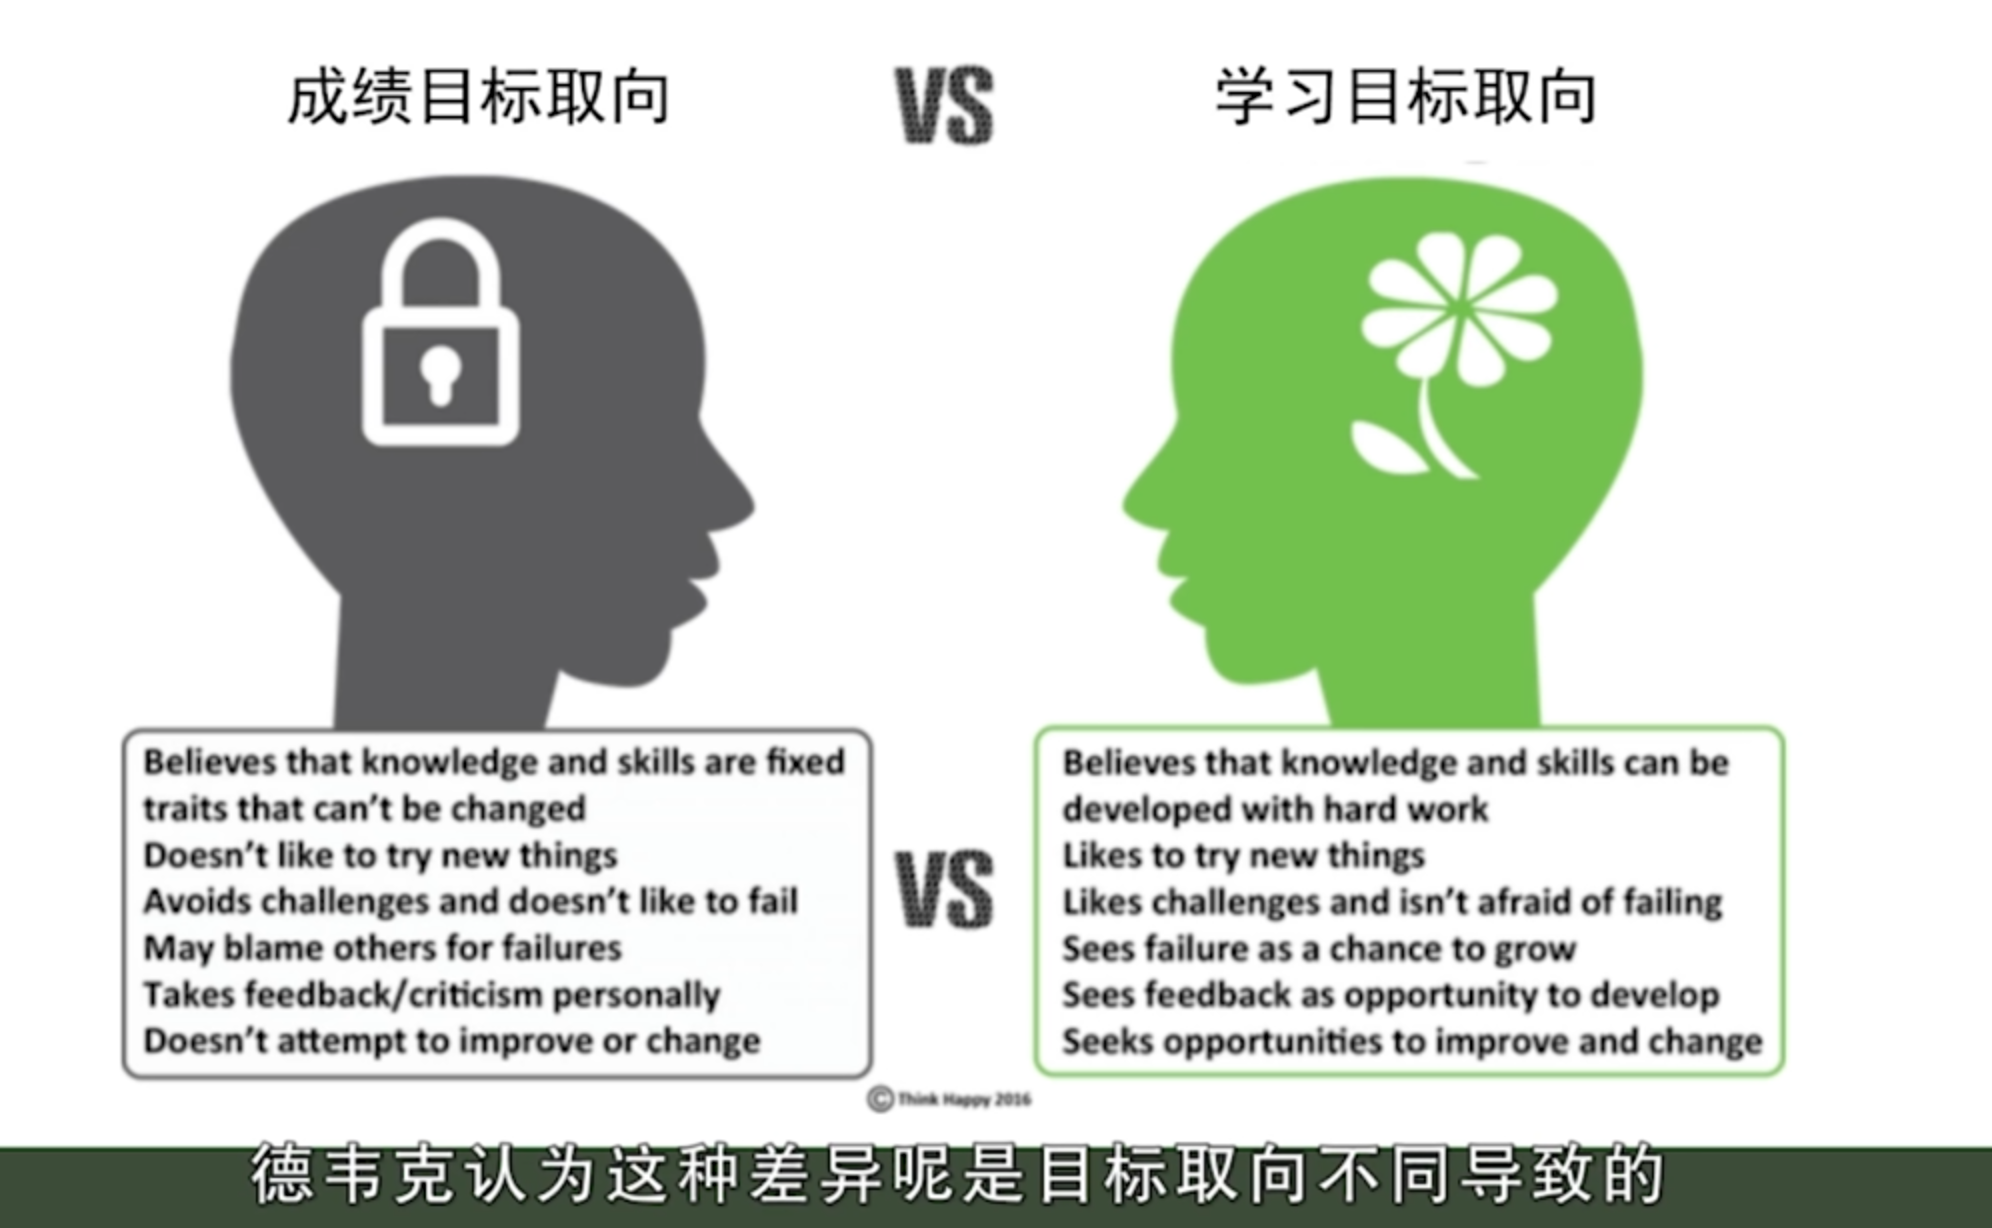 成绩目标取向
VS
学习目标取向
Believes that knowledge and skills are fixed
traits that can't be changed
Doesn't like to try new things
Avoids challenges and doesn't like to fail
May blame others for failures
Takes feedback/criticism personally
Doesn't attempt to improve or change
VS
Believes that knowledge and skills can be
developed with hard work
Likes to try new things
Likes challenges and isn't afraid of failing
Sees failure as a chance to grow
Sees feedback as opportunity to develop
Seeks opportunities to improve and change
© Think Happy 2016
德韦克认为这种差异呢是目标取向不同导致的